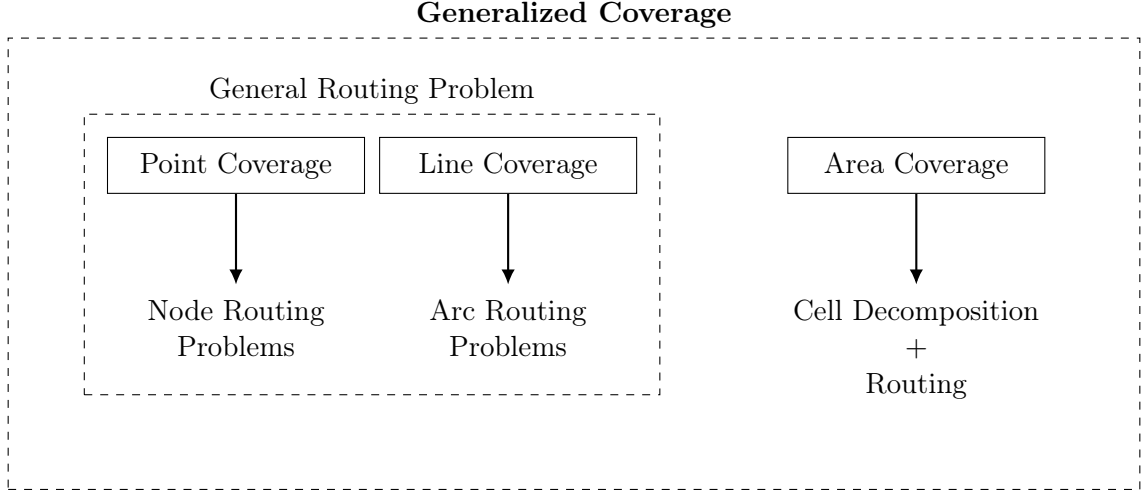 Generalized Coverage
General Routing Problem
Point Coverage
Line Coverage
Area Coverage
Node Routing
Problems
Arc Routing
Problems
Cell Decomposition
+
Routing